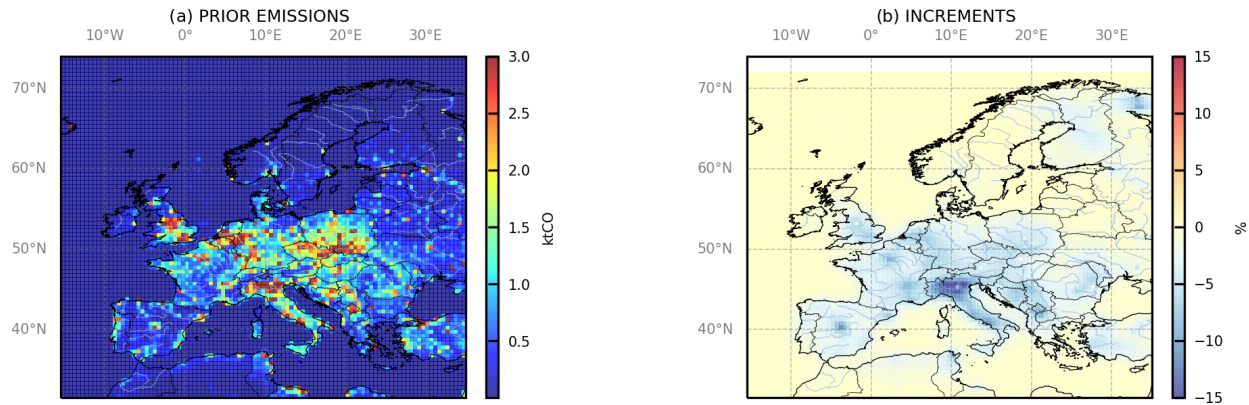 (a) PRIOR EMISSIONS
10°W 0° 10°E 20°E 30°E
70°N
60°N
50°N
40°N
3.0
2.5
2.0
1.5
1.0
0.5
ktCO
(b) INCREMENTS
10°W 0° 10°E 20°E 30°E
70°N
60°N
50°N
40°N
15
10
5
0
−5
−10
−15
%